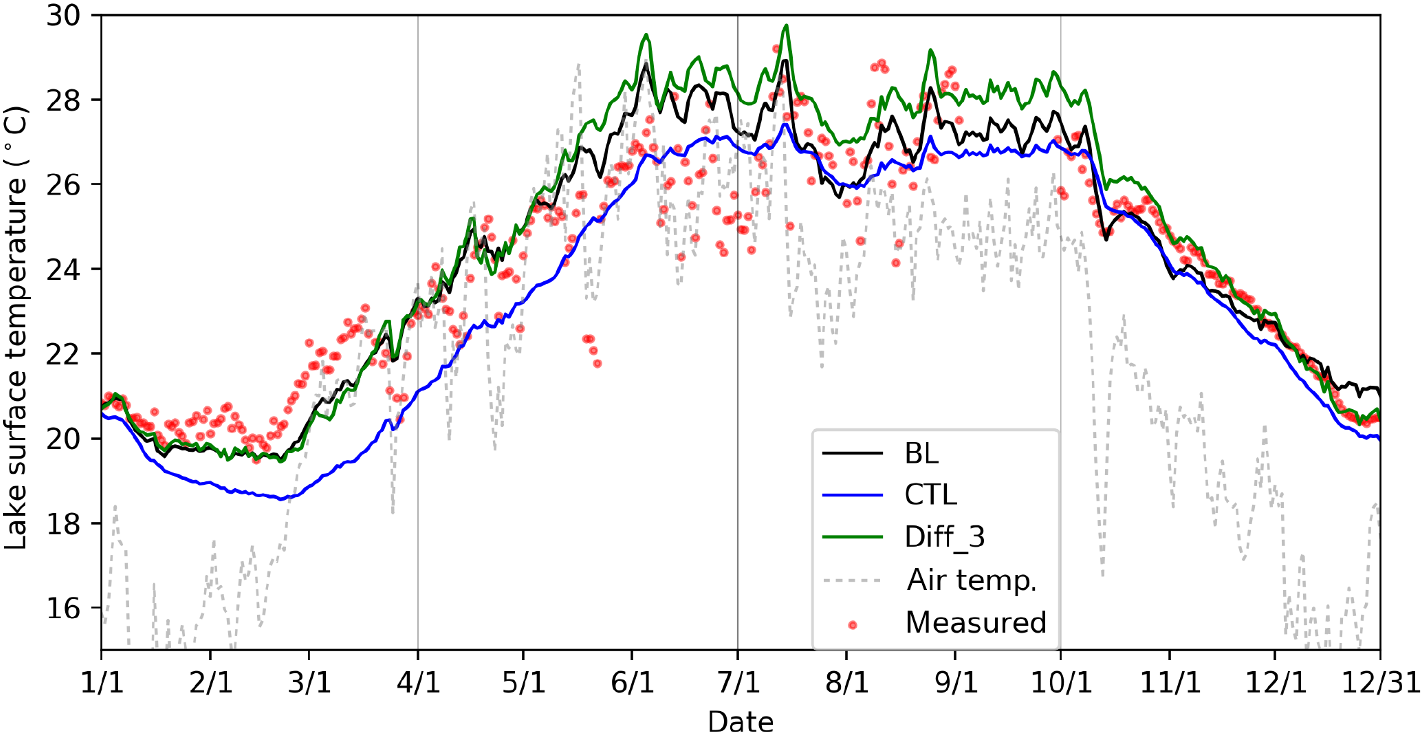 Lake surface temperature (°C)
30
28
26
24
22
20
18
16
BL
CTL
Diff_3
Air temp.
Measured
1/1 2/1 3/1 4/1 5/1 6/1 7/1 8/1 9/1 10/1 11/1 12/1 12/31
Date